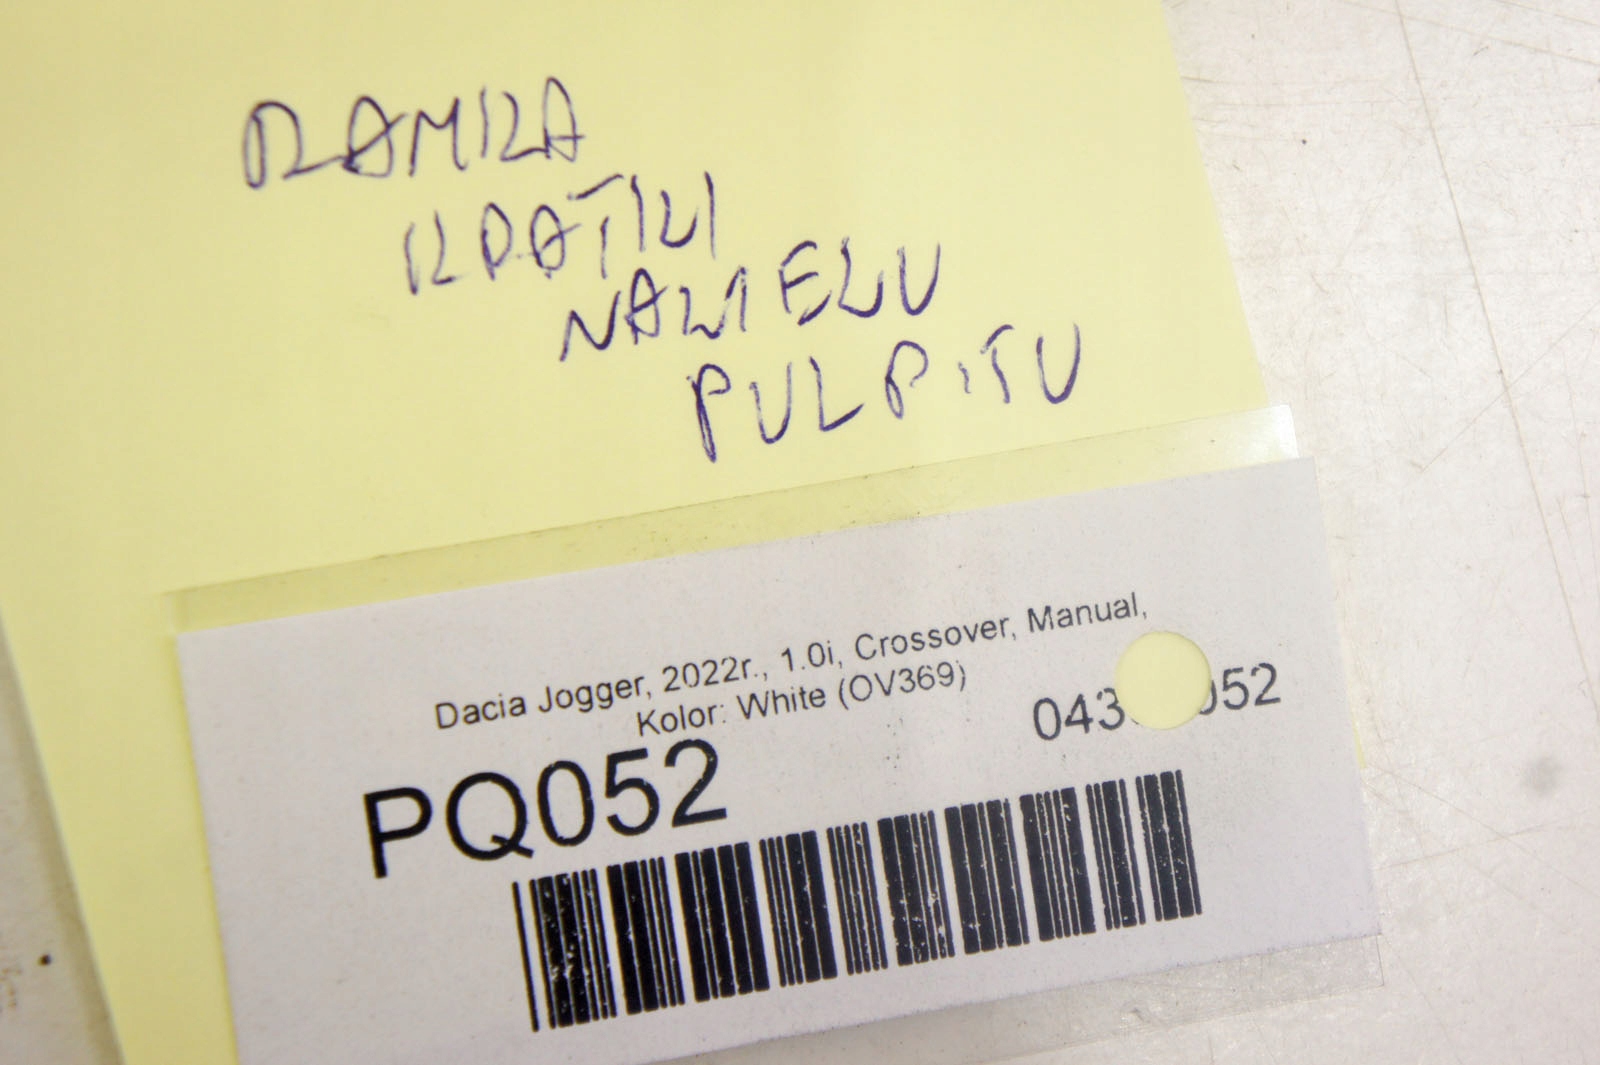 RAMKA
KRATKI
NAWIEWU
PULPITU
Dacia Jogger, 2022r., 1.0i, Crossover, Manual,
Kolor: White (OV369)
PQ052